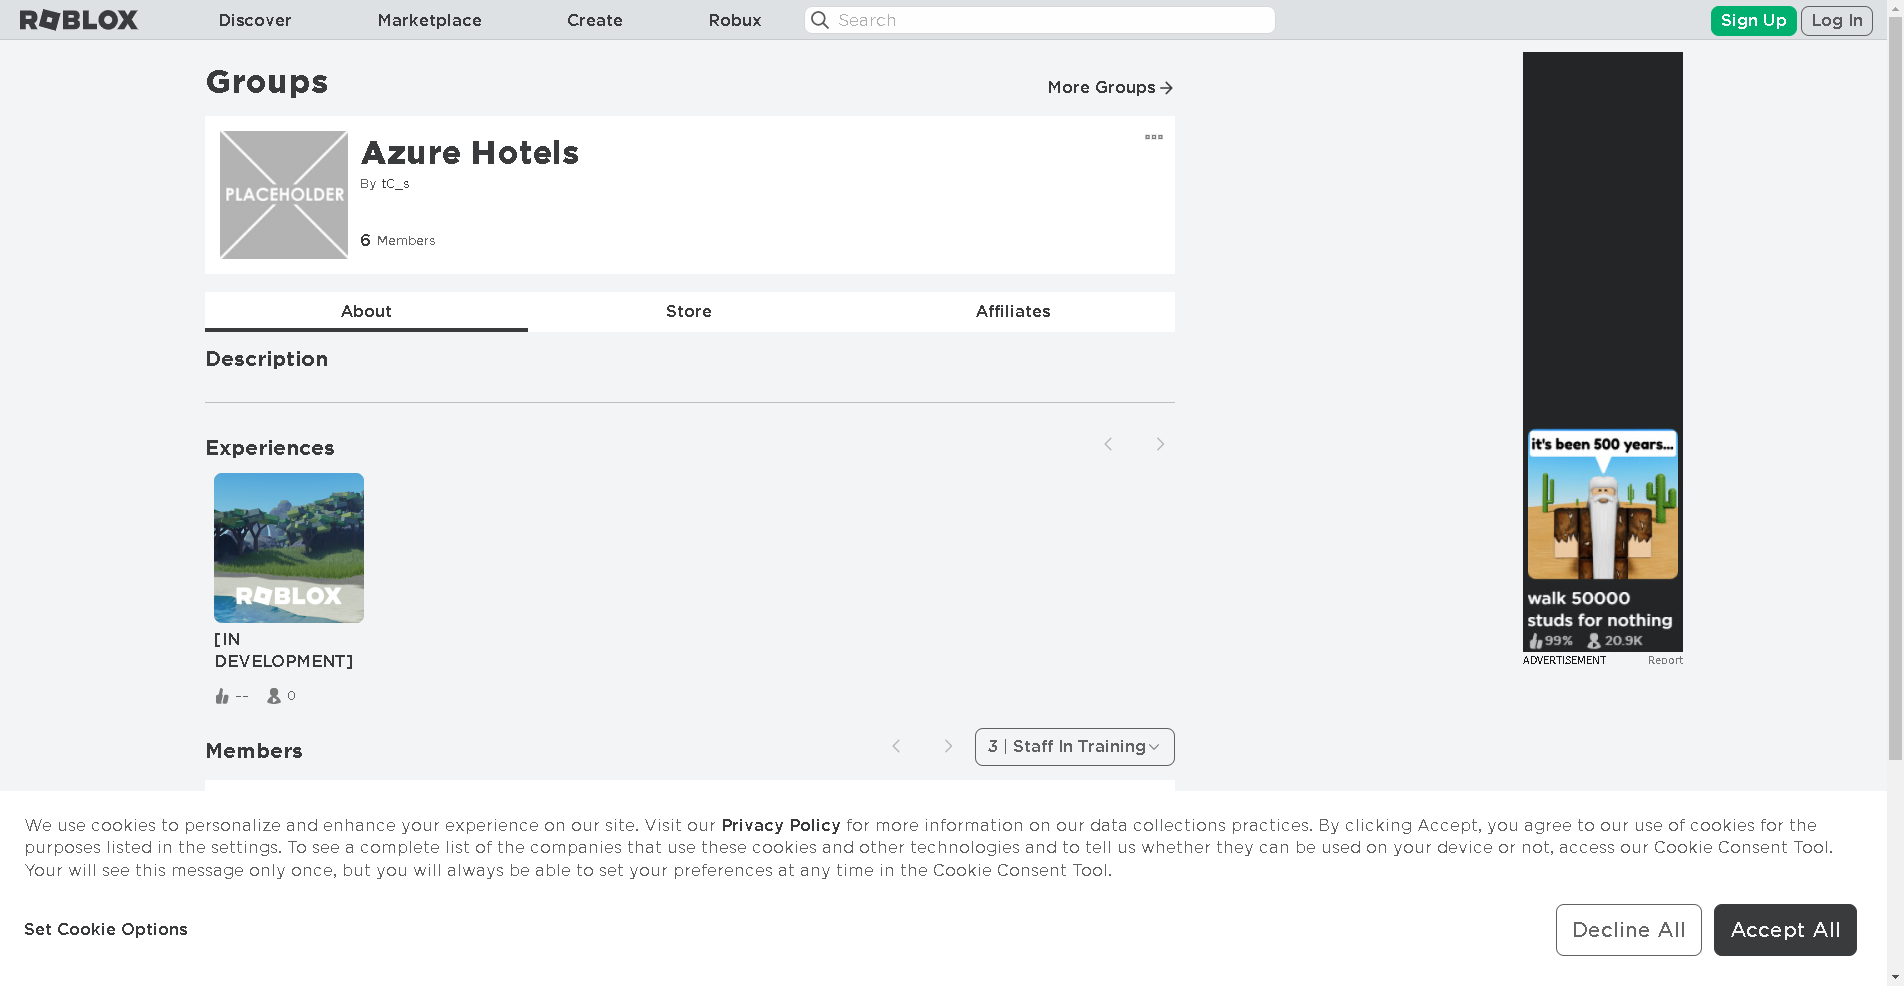 ROBLOX
Discover
Marketplace
Create
Robux
Search
Sign Up
Log In
Groups
More Groups
PLACEHOLDER
Azure Hotels
By tC_s
6 Members
About
Store
Affiliates
Description
Experiences
ROBLOX
[IN
DEVELOPMENT]
--
0
it's been 500 years...
walk 50000
studs for nothing
99% 20.9K
ADVERTISEMENT
Report
Members
3 | Staff In Training
We use cookies to personalize and enhance your experience on our site. Visit our Privacy Policy for more information on our data collections practices. By clicking Accept, you agree to our use of cookies for the
purposes listed in the settings. To see a complete list of the companies that use these cookies and other technologies and to tell us whether they can be used on your device or not, access our Cookie Consent Tool.
Your will see this message only once, but you will always be able to set your preferences at any time in the Cookie Consent Tool.
Set Cookie Options
Decline All
Accept All